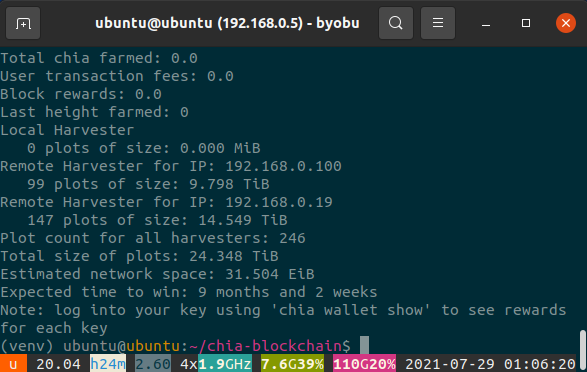 ubuntu@ubuntu (192.168.0.5) - byobu
Total chia farmed: 0.0
User transaction fees: 0.0
Block rewards: 0.0
Last height farmed: 0
Local Harvester
   0 plots of size: 0.000 MiB
Remote Harvester for IP: 192.168.0.100
   99 plots of size: 9.798 TiB
Remote Harvester for IP: 192.168.0.19
   147 plots of size: 14.549 TiB
Plot count for all harvesters: 246
Total size of plots: 24.348 TiB
Estimated network space: 31.504 EiB
Expected time to win: 9 months and 2 weeks
Note: log into your key using 'chia wallet show' to see rewards
for each key
(venv) ubuntu@ubuntu:~/chia-blockchain$
u 20.04 h24m 2.60 4x1.9GHz 7.6G39% 110G20% 2021-07-29 01:06:20